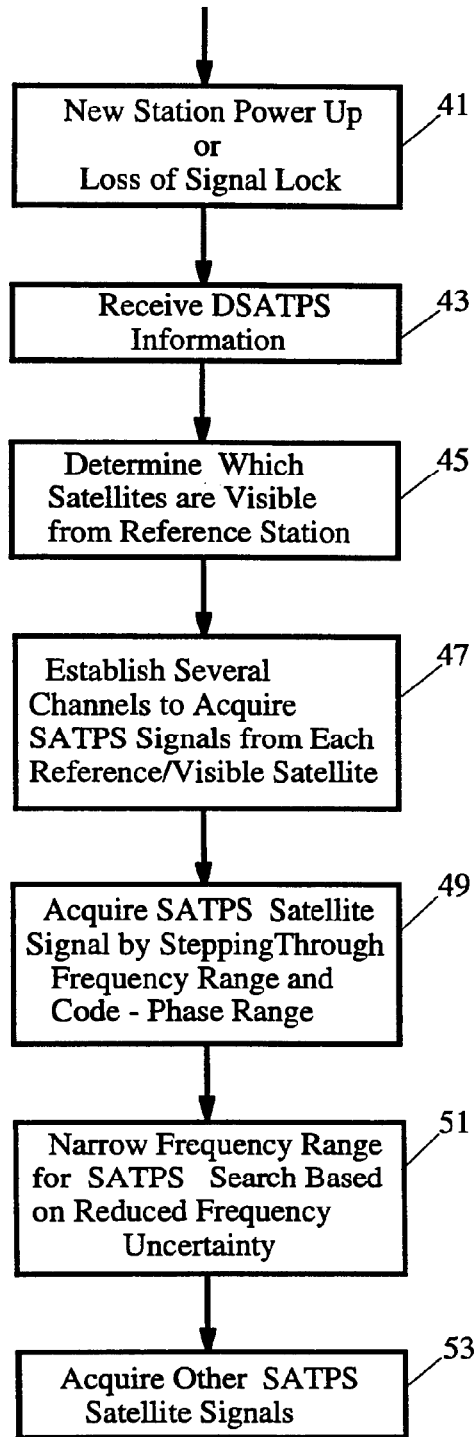 New Station Power Up
or
Loss of Signal Lock
41
Receive DSATPS
Information
43
Determine Which
Satellites are Visible
from Reference Station
45
Establish Several
Channels to Acquire
SATPS Signals from Each
Reference/Visible Satellite
47
Acquire SATPS Satellite
Signal by SteppingThrough
Frequency Range and
Code - Phase Range
49
Narrow Frequency Range
for SATPS Search Based
on Reduced Frequency
Uncertainty
51
Acquire Other SATPS
Satellite Signals
53